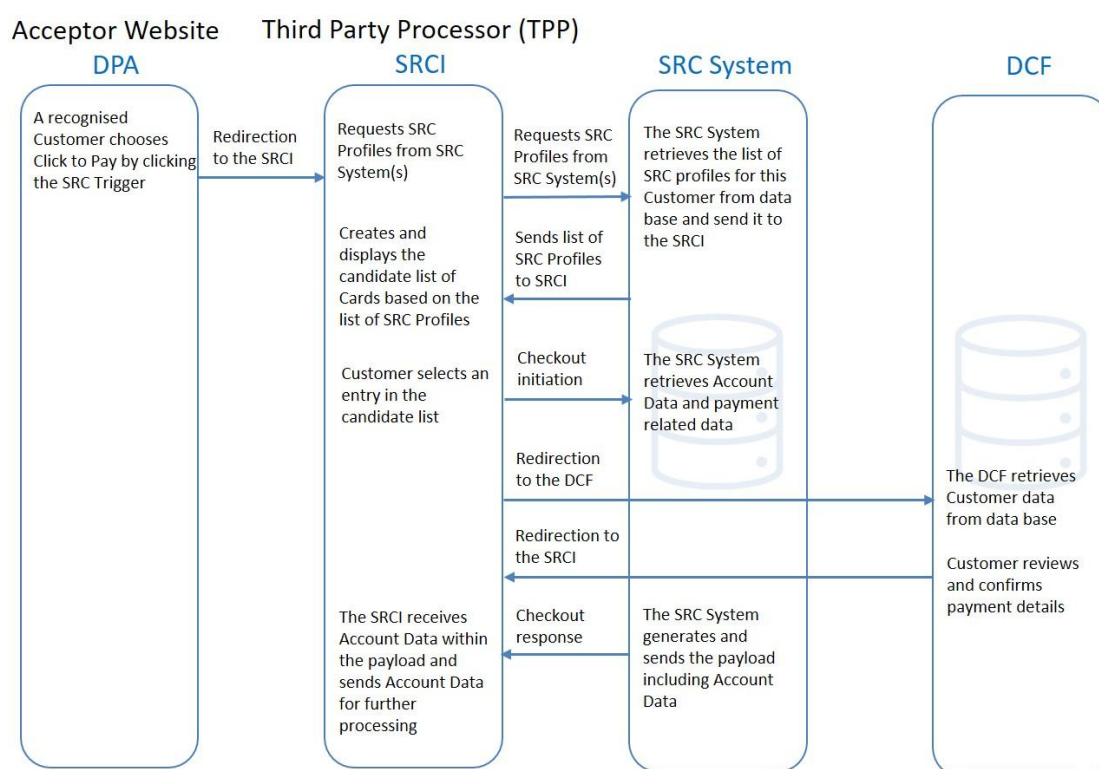 Acceptor Website
Third Party Processor (TPP)
DPA
SRCI
SRC System
DCF
A recognised
Customer chooses
Click to Pay by clicking
the SRC Trigger
Redirection
to the SRCI
Requests SRC
Profiles from SRC
System(s)
Requests SRC
Profiles from
SRC System(s)
The SRC System
retrieves the list of
SRC profiles for this
Customer from data
base and send it to
the SRCI
Creates and
displays the
candidate list of
Cards based on the
list of SRC Profiles
Sends list of
SRC Profiles
to SRCI
Customer selects an
entry in the
candidate list
Checkout
initiation
The SRC System
retrieves Account
Data and payment
related data
Redirection
to the DCF
The DCF retrieves
Customer data
from data base
Redirection to
the SRCI
Customer reviews
and confirms
payment details
The SRCI receives
Account Data within
the payload and
sends Account Data
for further
processing
Checkout
response
The SRC System
generates and
sends the payload
including Account
Data